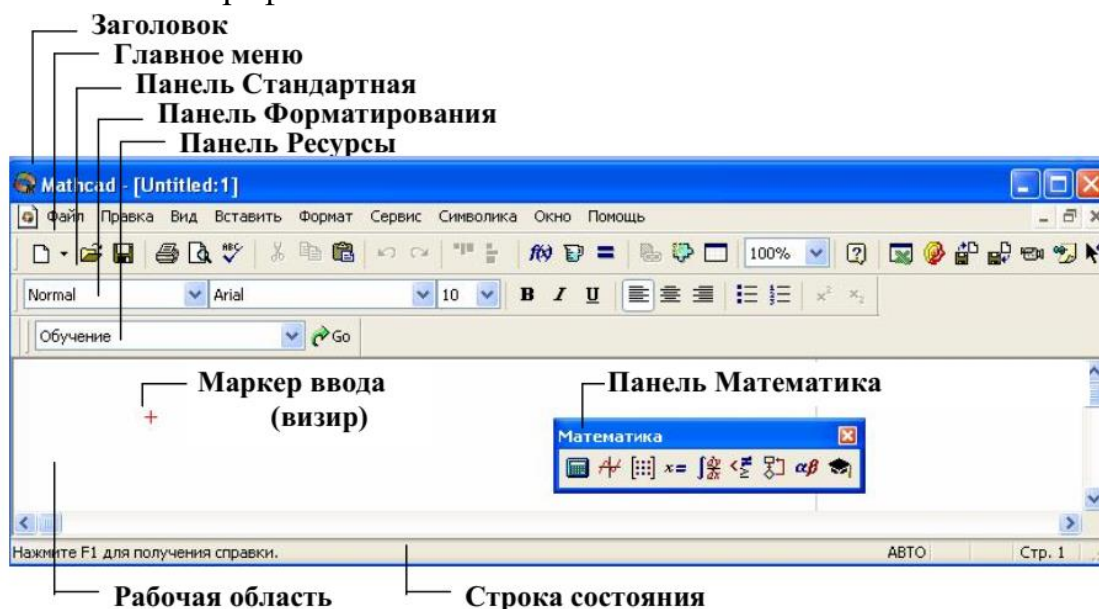 Заголовок
Главное меню
Панель Стандартная
Панель Форматирования
Панель Ресурсы
Mathcad - [Untitled:1]
Файл Правка Вид Вставить Формат Сервис Символика Окно Помощь
100%
Normal Arial 10 B I U
Обучение Go
Маркер ввода
(визир)
Панель Математика
Математика
Нажмите F1 для получения справки. АВТО Стр. 1
Рабочая область
Строка состояния